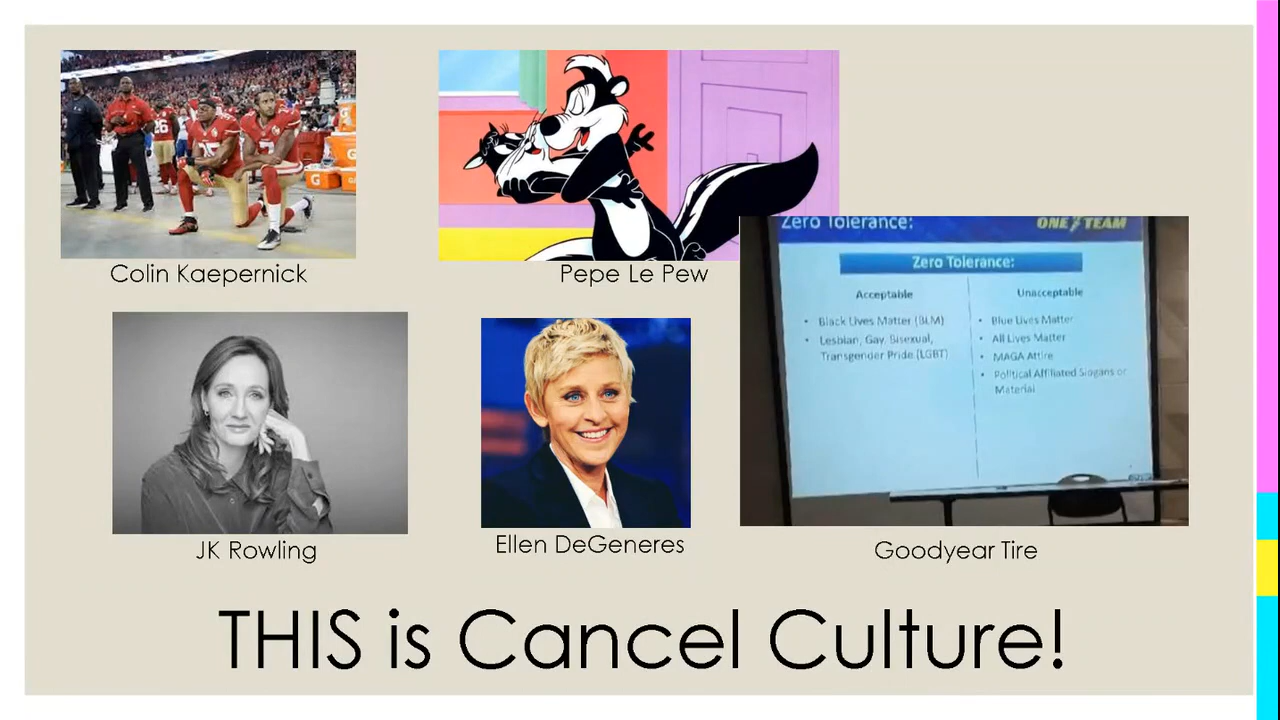 Colin Kaepernick
Pepe Le Pew
Zero Tolerance:
ONE TEAM
Zero Tolerance:
Acceptable
Unacceptable
• Black Lives Matter (BLM)
• Lesbian, Gay, Bisexual,
Transgender Pride (LGBT)
• Blue Lives Matter
• All Lives Matter
• MAGA Attire
• Political Affiliated Slogans or
Material
JK Rowling
Ellen DeGeneres
Goodyear Tire
THIS is Cancel Culture!